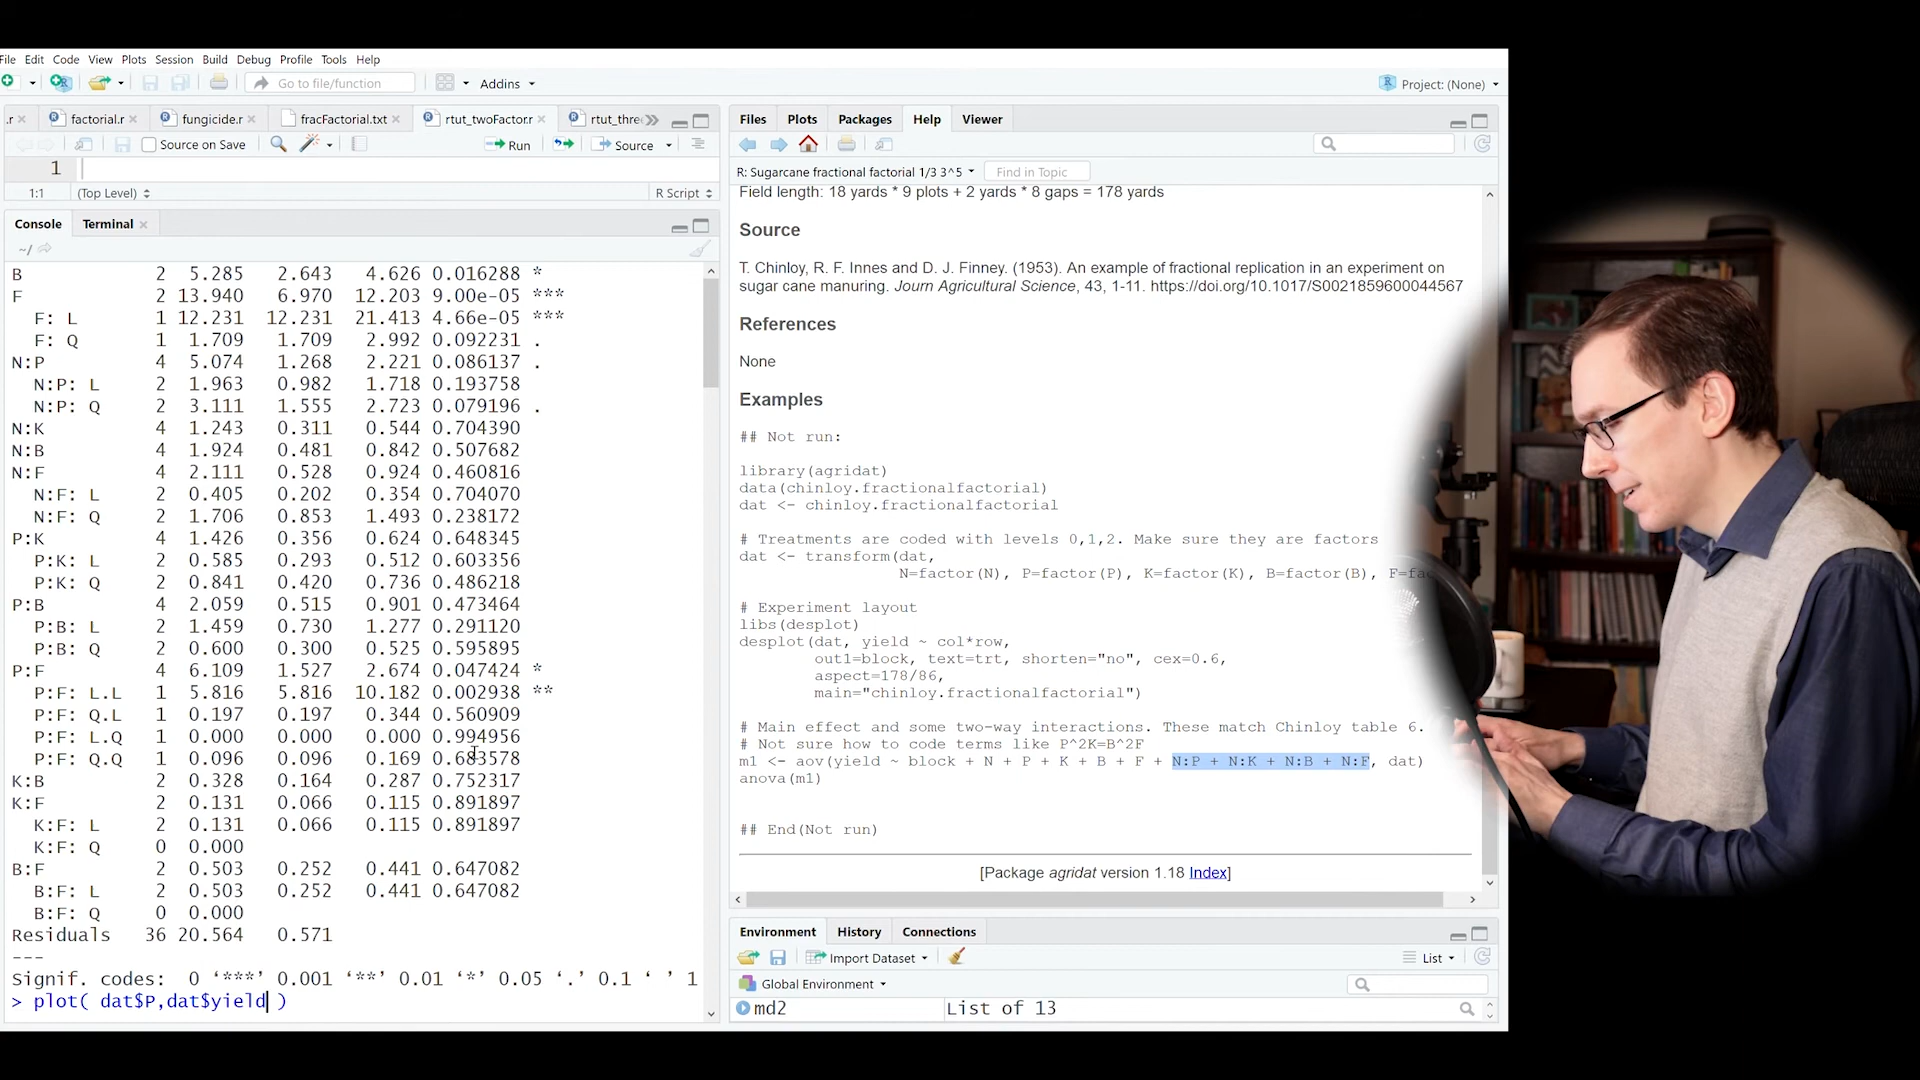 File Edit Code View Plots Session Build Debug Profile Tools Help
Go to file/function Addins Project: (None)
.r factorial.r fungicide.r fracFactorial.txt rtut_twoFactor.r rtut_three
Source on Save Run Source
1
1:1 (Top Level) R Script
Console Terminal
~/
B 2 5.285 2.643 4.626 0.016288 *
F 2 13.940 6.970 12.203 9.00e-05 ***
F: L 1 12.231 12.231 21.413 4.66e-05 ***
F: Q 1 1.709 1.709 2.992 0.092231 .
N:P 4 5.074 1.268 2.221 0.086137 .
N:P: L 2 1.963 0.982 1.718 0.193758
N:P: Q 2 3.111 1.555 2.723 0.079196 .
N:K 4 1.243 0.311 0.544 0.704390
N:B 4 1.924 0.481 0.842 0.507682
N:F 4 2.111 0.528 0.924 0.460816
N:F: L 2 0.405 0.202 0.354 0.704070
N:F: Q 2 1.706 0.853 1.493 0.238172
P:K 4 1.426 0.356 0.624 0.648345
P:K: L 2 0.585 0.293 0.512 0.603356
P:K: Q 2 0.841 0.420 0.736 0.486218
P:B 4 2.059 0.515 0.901 0.473464
P:B: L 2 1.459 0.730 1.277 0.291120
P:B: Q 2 0.600 0.300 0.525 0.595895
P:F 4 6.109 1.527 2.674 0.047424 *
P:F: L.L 1 5.816 5.816 10.182 0.002938 **
P:F: Q.L 1 0.197 0.197 0.344 0.560909
P:F: L.Q 1 0.000 0.000 0.000 0.994956
P:F: Q.Q 1 0.096 0.096 0.169 0.683578
K:B 2 0.328 0.164 0.287 0.752317
K:F 2 0.131 0.066 0.115 0.891897
K:F: L 2 0.131 0.066 0.115 0.891897
K:F: Q 0 0.000
B:F 2 0.503 0.252 0.441 0.647082
B:F: L 2 0.503 0.252 0.441 0.647082
B:F: Q 0 0.000
Residuals 36 20.564 0.571
---
Signif. codes: 0 ‘***’ 0.001 ‘**’ 0.01 ‘*’ 0.05 ‘.’ 0.1 ‘ ’ 1
> plot( dat$P,dat$yield )
Files Plots Packages Help Viewer
R: Sugarcane fractional factorial 1/3 3^5 Find in Topic
Field length: 18 yards * 9 plots + 2 yards * 8 gaps = 178 yards
Source
T. Chinloy, R. F. Innes and D. J. Finney. (1953). An example of fractional replication in an experiment on
sugar cane manuring. Journ Agricultural Science, 43, 1-11. https://doi.org/10.1017/S0021859600044567
References
None
Examples
## Not run:
library(agridat)
data(chinloy.fractionalfactorial)
dat <- chinloy.fractionalfactorial
# Treatments are coded with levels 0,1,2. Make sure they are factors
dat <- transform(dat,
N=factor(N), P=factor(P), K=factor(K), B=factor(B), F=fac
# Experiment layout
libs(desplot)
desplot(dat, yield ~ col*row,
out1=block, text=trt, shorten="no", cex=0.6,
aspect=178/86,
main="chinloy.fractionalfactorial")
# Main effect and some two-way interactions. These match Chinloy table 6.
# Not sure how to code terms like P^2K=B^2F
m1 <- aov(yield ~ block + N + P + K + B + F + N:P + N:K + N:B + N:F, dat)
anova(m1)
## End(Not run)
[Package agridat version 1.18 Index]
Environment History Connections
Import Dataset List
Global Environment
md2 List of 13